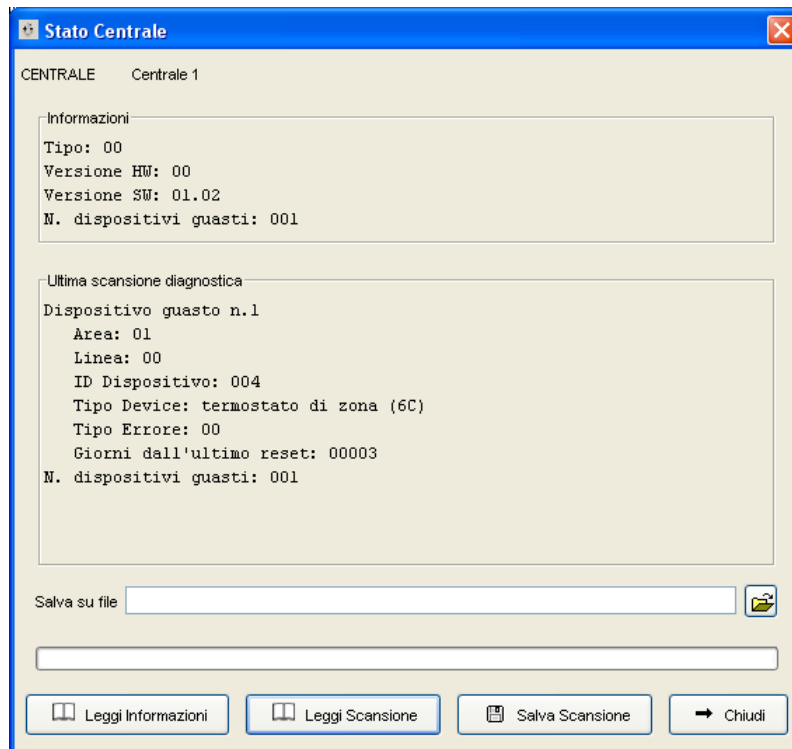 Stato Centrale
CENTRALE Centrale 1
Informazioni
Tipo: 00
Versione HW: 00
Versione SW: 01.02
N. dispositivi guasti: 001
Ultima scansione diagnostica
Dispositivo guasto n.1
Area: 01
Linea: 00
ID Dispositivo: 004
Tipo Device: termostato di zona (6C)
Tipo Errore: 00
Giorni dall'ultimo reset: 00003
N. dispositivi guasti: 001
Salva su file
Leggi Informazioni Leggi Scansione Salva Scansione Chiudi